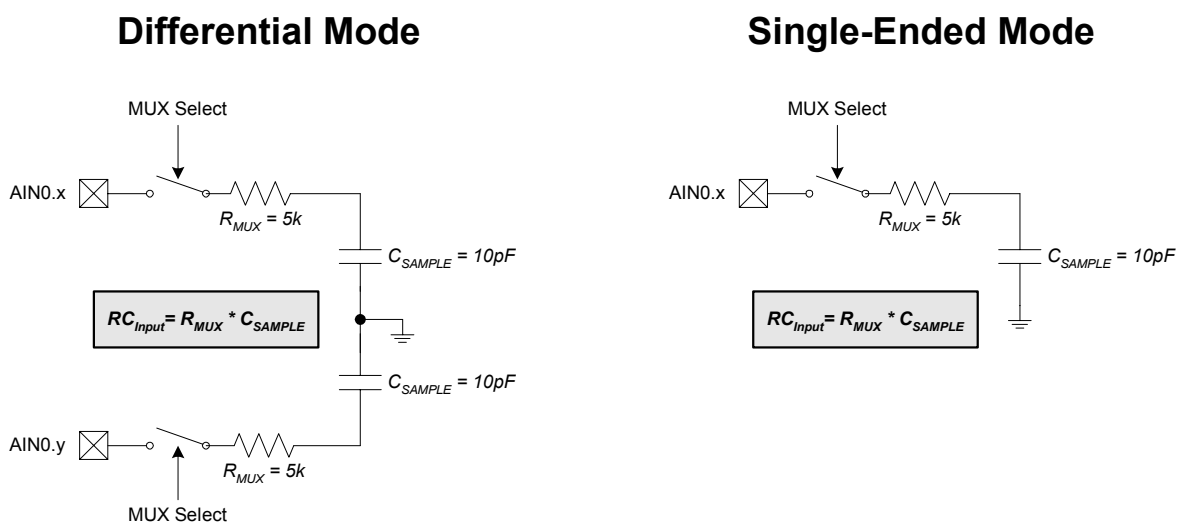 Differential Mode
MUX Select
AIN0.x
R_MUX = 5k
C_SAMPLE = 10pF
RC_Input= R_MUX * C_SAMPLE
C_SAMPLE = 10pF
AIN0.y
R_MUX = 5k
MUX Select
Single-Ended Mode
MUX Select
AIN0.x
R_MUX = 5k
C_SAMPLE = 10pF
RC_Input= R_MUX * C_SAMPLE